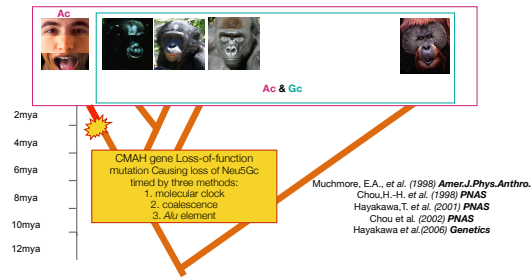 Ac
Ac & Gc
2mya
4mya
6mya
8mya
10mya
12mya
CMAH gene Loss-of-function
mutation Causing loss of Neu5Gc
timed by three methods:
1. molecular clock
2. coalescence
3. Alu element
Muchmore, E.A., et al. (1998) Amer.J.Phys.Anthro.
Chou,H.-H. et al. (1998) PNAS
Hayakawa,T. et al. (2001) PNAS
Chou et al. (2002) PNAS
Hayakawa et al.(2006) Genetics